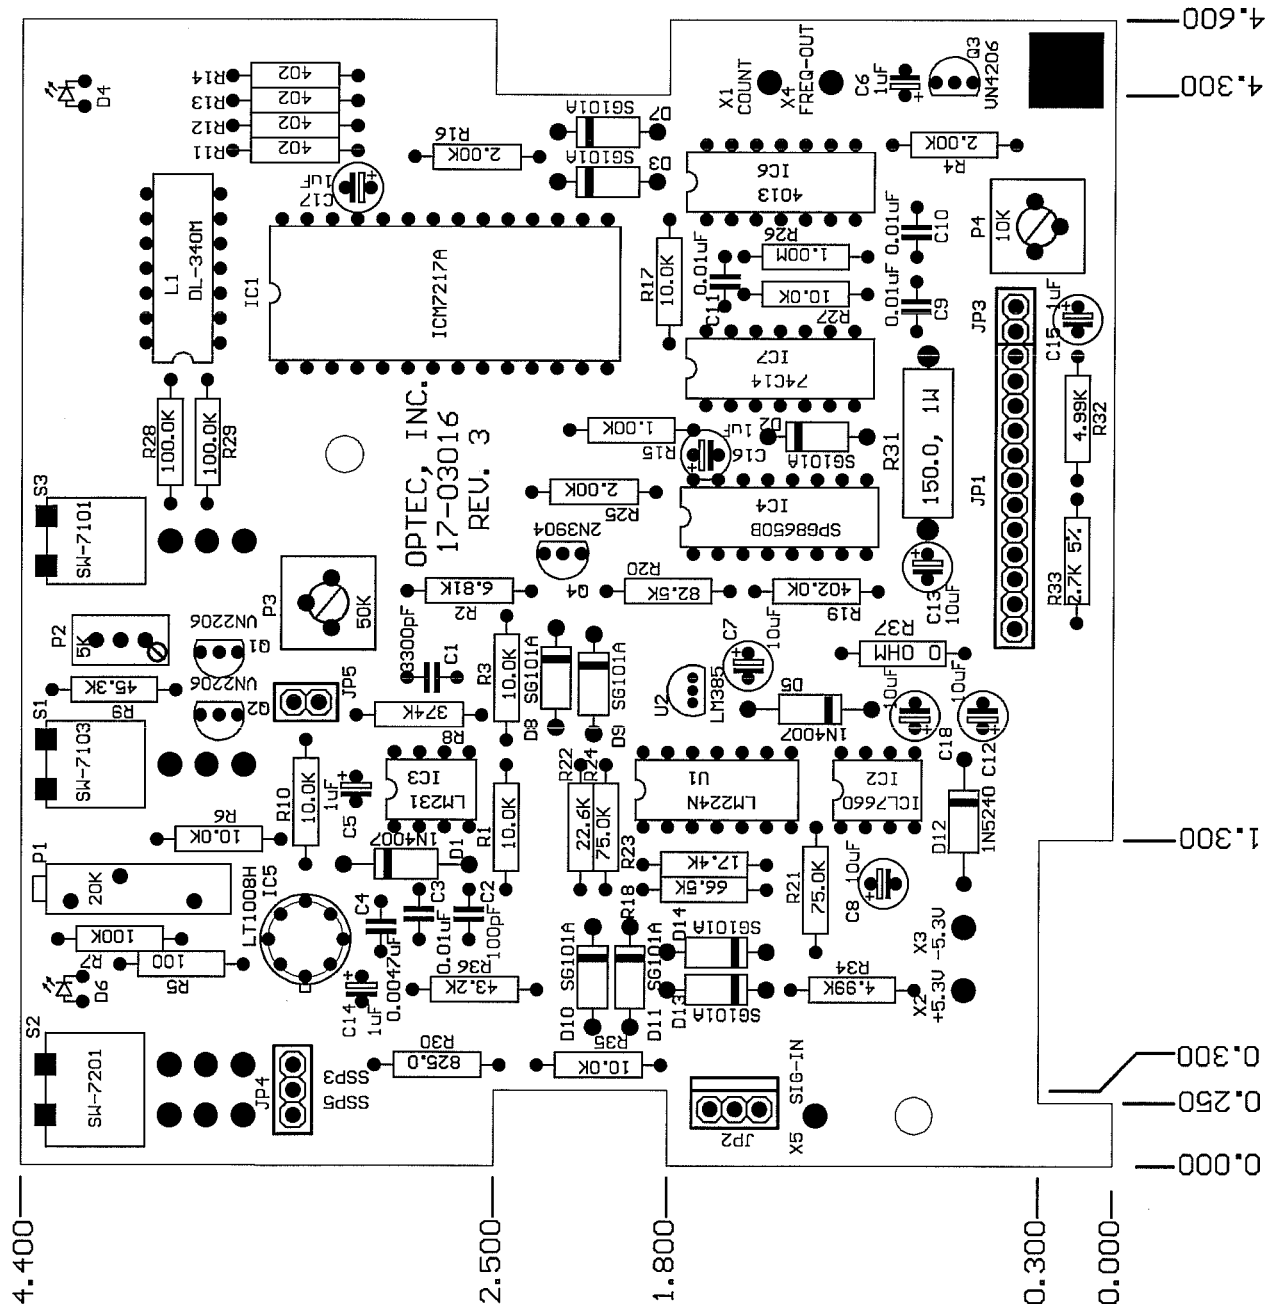 4.600
4.300
1.300
0.300
0.250
0.000
4.400
2.500
1.800
0.300
0.000
D4
R14
402
R13
402
R12
402
R11
402
C17
1uF
R16
2.00K
SG101A
D7
SG101A
D3
X1
COUNT
X4
FREQ-OUT
C6
1uF
Q3
VN4206
IC6
4013
2.00K
R4
P4
10K
L1
DL-340M
IC1
ICM7217A
R17
10.0K
0.01uF
C11
R26
1.00M
10.0K
R27
0.01uF
C10
0.01uF
C9
JP3
1uF
C15
IC7
74C14
OPTEC, INC.
17-03016
REV. 3
R28
100.0K
100.0K
R29
1.00K
R15
D2
1uF
C16
SG101A
R31
150.0, 1W
JP1
4.99K
R32
2.00K
R25
IC4
SPG8650B
S3
SW-7101
2N3904
Q4
P3
50K
6.81K
R2
R20
82.5K
402.0K
R19
C13
10uF
R33
2.7K 5%
P2
5K
VN2206
Q1
VN2206
Q2
3300pF
C1
JP5
R3
10.0K
SG101A
D8
SG101A
D9
U2
LM385
C7
10uF
R37
0 OHM
45.3K
R9
374K
R8
D5
1N4007
10uF
C18
10uF
C12
S1
SW-7103
R10
10.0K
1uF
C5
IC3
LM231
R1
10.0K
R22
22.6K
R24
75.0K
U1
LM224N
IC2
ICL7660
D12
1N5240
R6
10.0K
1N4007
D1
R23
17.4K
66.5K
R18
R21
75.0K
C8
10uF
P1
20K
LT1008H
IC5
C4
0.0047uF
C3
0.01uF
C2
100pF
100K
R7
100
R5
D6
C14
1uF
R36
43.2K
SG101A
D10
SG101A
D11
D14
SG101A
D13
SG101A
R34
4.99K
X3
-5.3V
X2
+5.3V
S2
SW-7201
JP4
SSP3
SSP5
R30
825.0
R35
10.0K
JP2
SIG-IN
X5